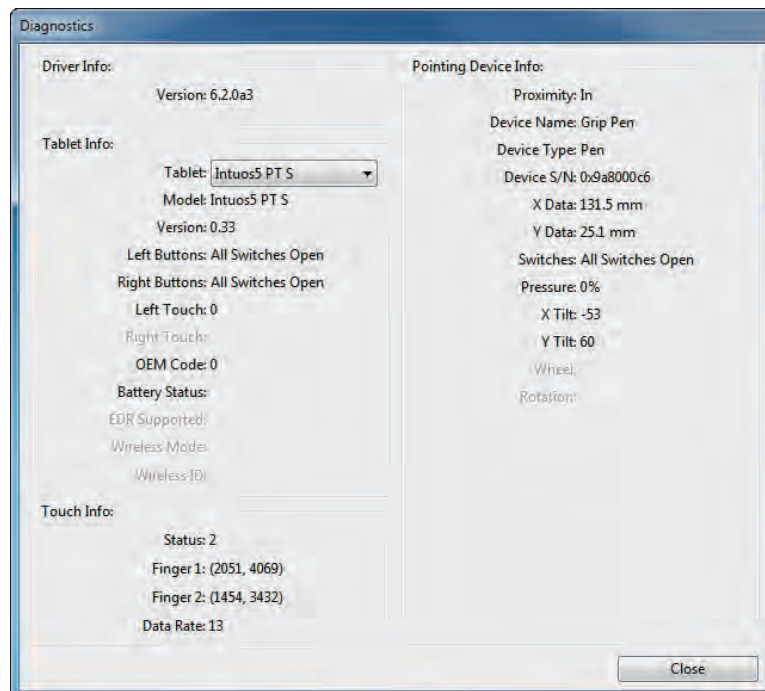 Diagnostics
Driver Info:
Version: 6.2.0a3
Tablet Info:
Tablet: Intuos5 PT S
Model: Intuos5 PT S
Version: 0.33
Left Buttons: All Switches Open
Right Buttons: All Switches Open
Left Touch: 0
Right Touch:
OEM Code: 0
Battery Status:
EDR Supported:
Wireless Mode:
Wireless ID:
Touch Info:
Status: 2
Finger 1: (2051, 4069)
Finger 2: (1454, 3432)
Data Rate: 13
Pointing Device Info:
Proximity: In
Device Name: Grip Pen
Device Type: Pen
Device S/N: 0x9a8000c6
X Data: 131.5 mm
Y Data: 25.1 mm
Switches: All Switches Open
Pressure: 0%
X Tilt: -53
Y Tilt: 60
Wheel:
Rotation:
Close